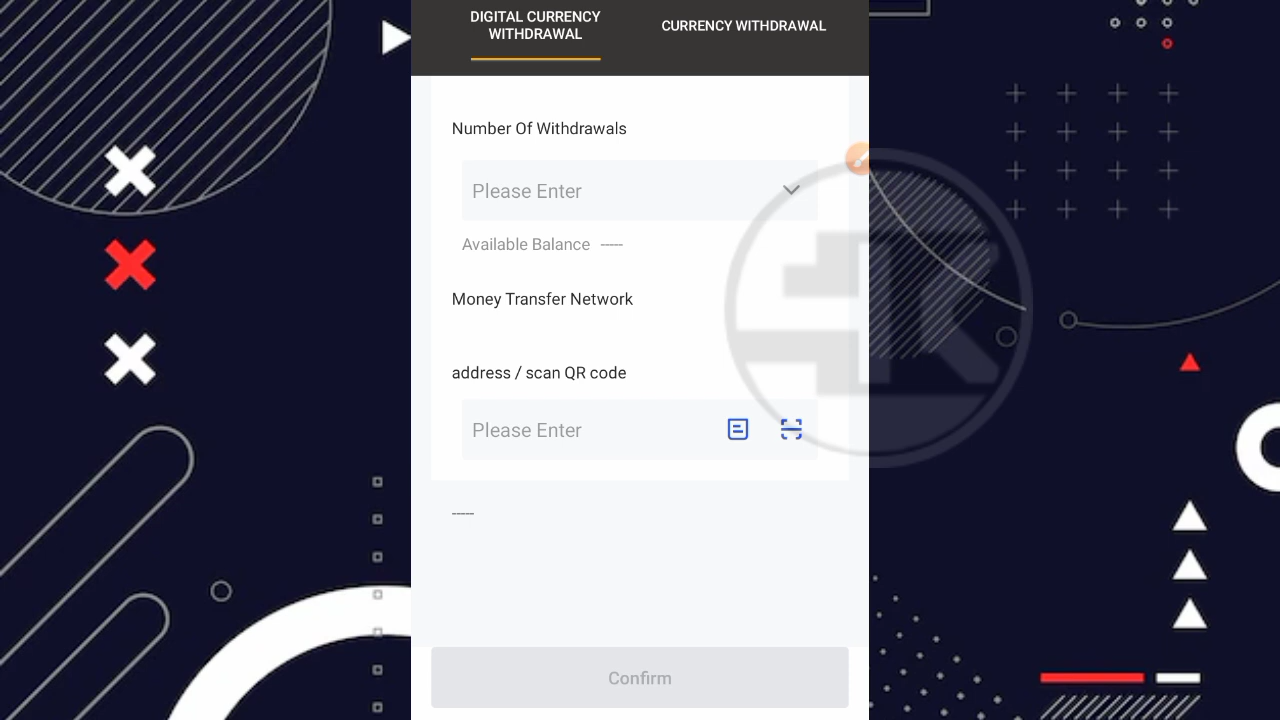 DIGITAL CURRENCY
WITHDRAWAL
CURRENCY WITHDRAWAL
Number Of Withdrawals
Please Enter
Available Balance -----
Money Transfer Network
address / scan QR code
Please Enter
-----
Confirm